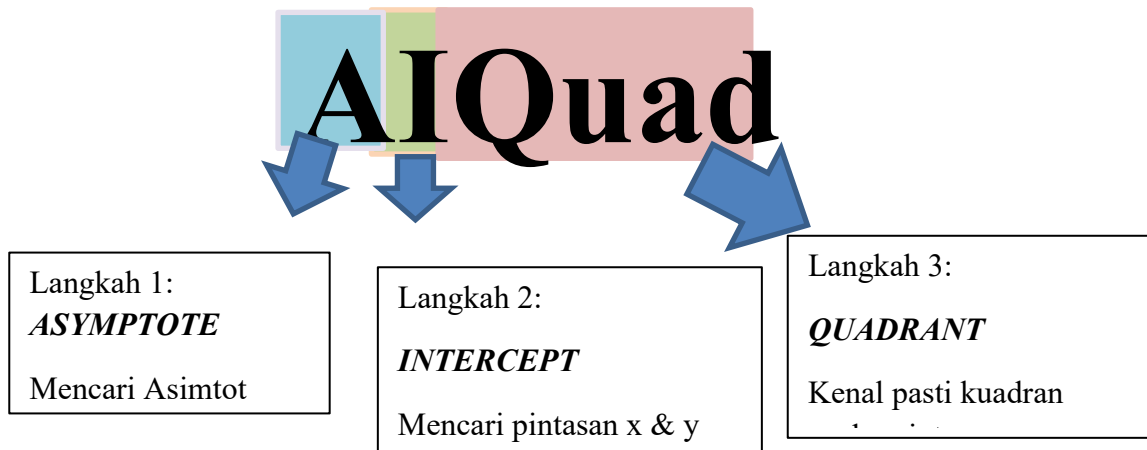 AIQuad
Langkah 1:
ASYMPTOTE
Mencari Asimtot
Langkah 2:
INTERCEPT
Mencari pintasan x & y
Langkah 3:
QUADRANT
Kenal pasti kuadran